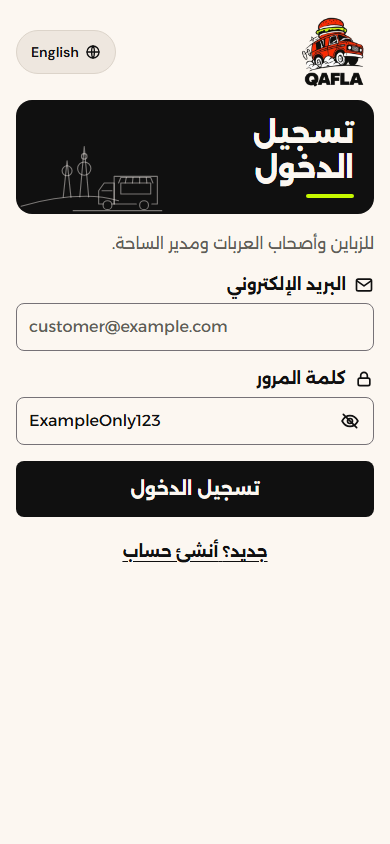 QAFLA
English
تسجيل
الدخول
للزباين وأصحاب العربات ومدير الساحة.
البريد الإلكتروني
customer@example.com
كلمة المرور
ExampleOnly123
تسجيل الدخول
جديد؟ أنشئ حساب